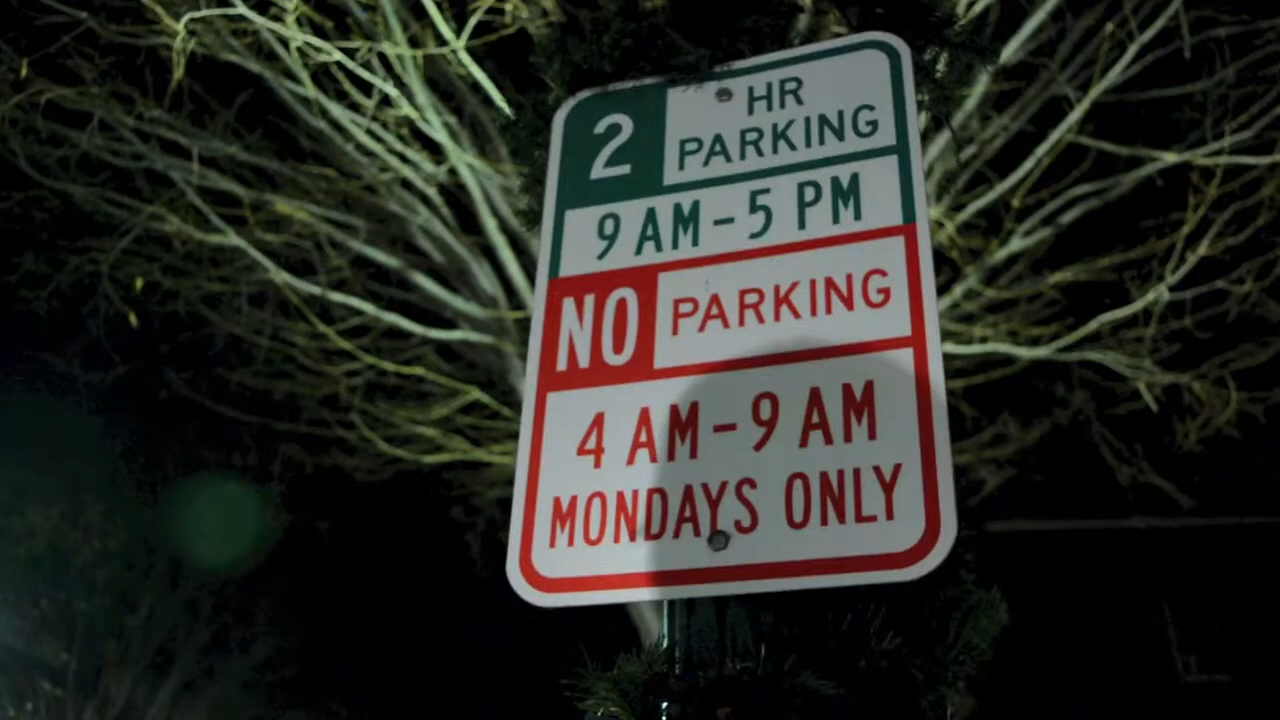 2 HR
PARKING
9 AM-5 PM
NO PARKING
4 AM-9 AM
MONDAYS ONLY